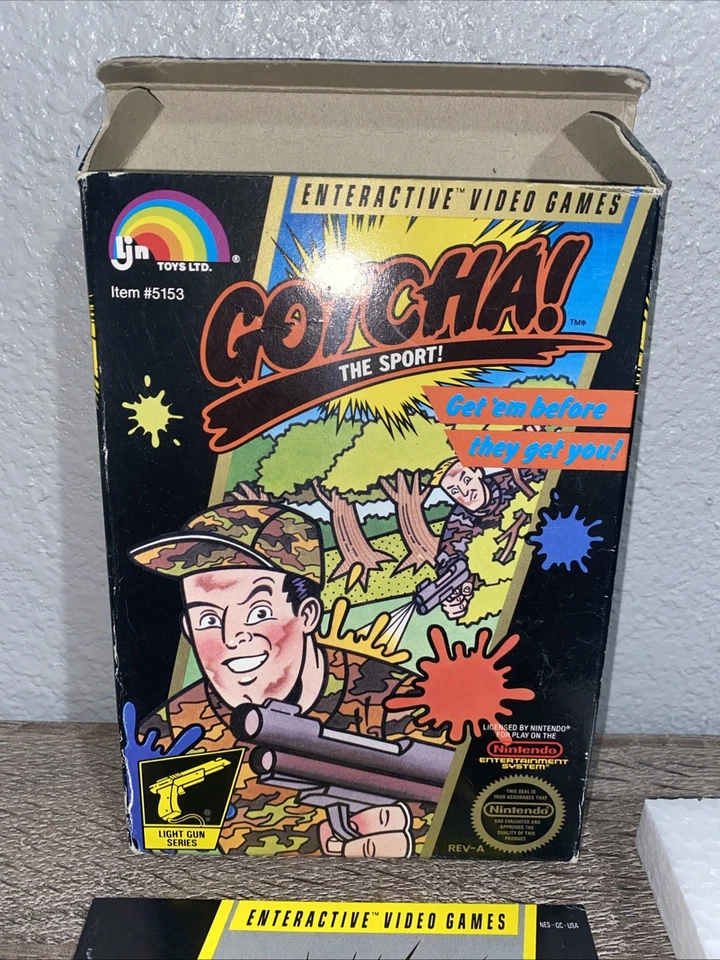 ENTERACTIVE™ VIDEO GAMES
ljn
TOYS LTD.®
Item #5153
GOTCHA!™*
THE SPORT!
Get 'em before
they get you!
LICENSED BY NINTENDO®
FOR PLAY ON THE
Nintendo
ENTERTAINMENT
SYSTEM™
THIS SEAL IS
YOUR ASSURANCE THAT
Nintendo
HAS EVALUATED AND
APPROVED THE
QUALITY OF THIS
PRODUCT.
LIGHT GUN
SERIES
REV-A
ENTERACTIVE™ VIDEO GAMES
NES-GC-USA